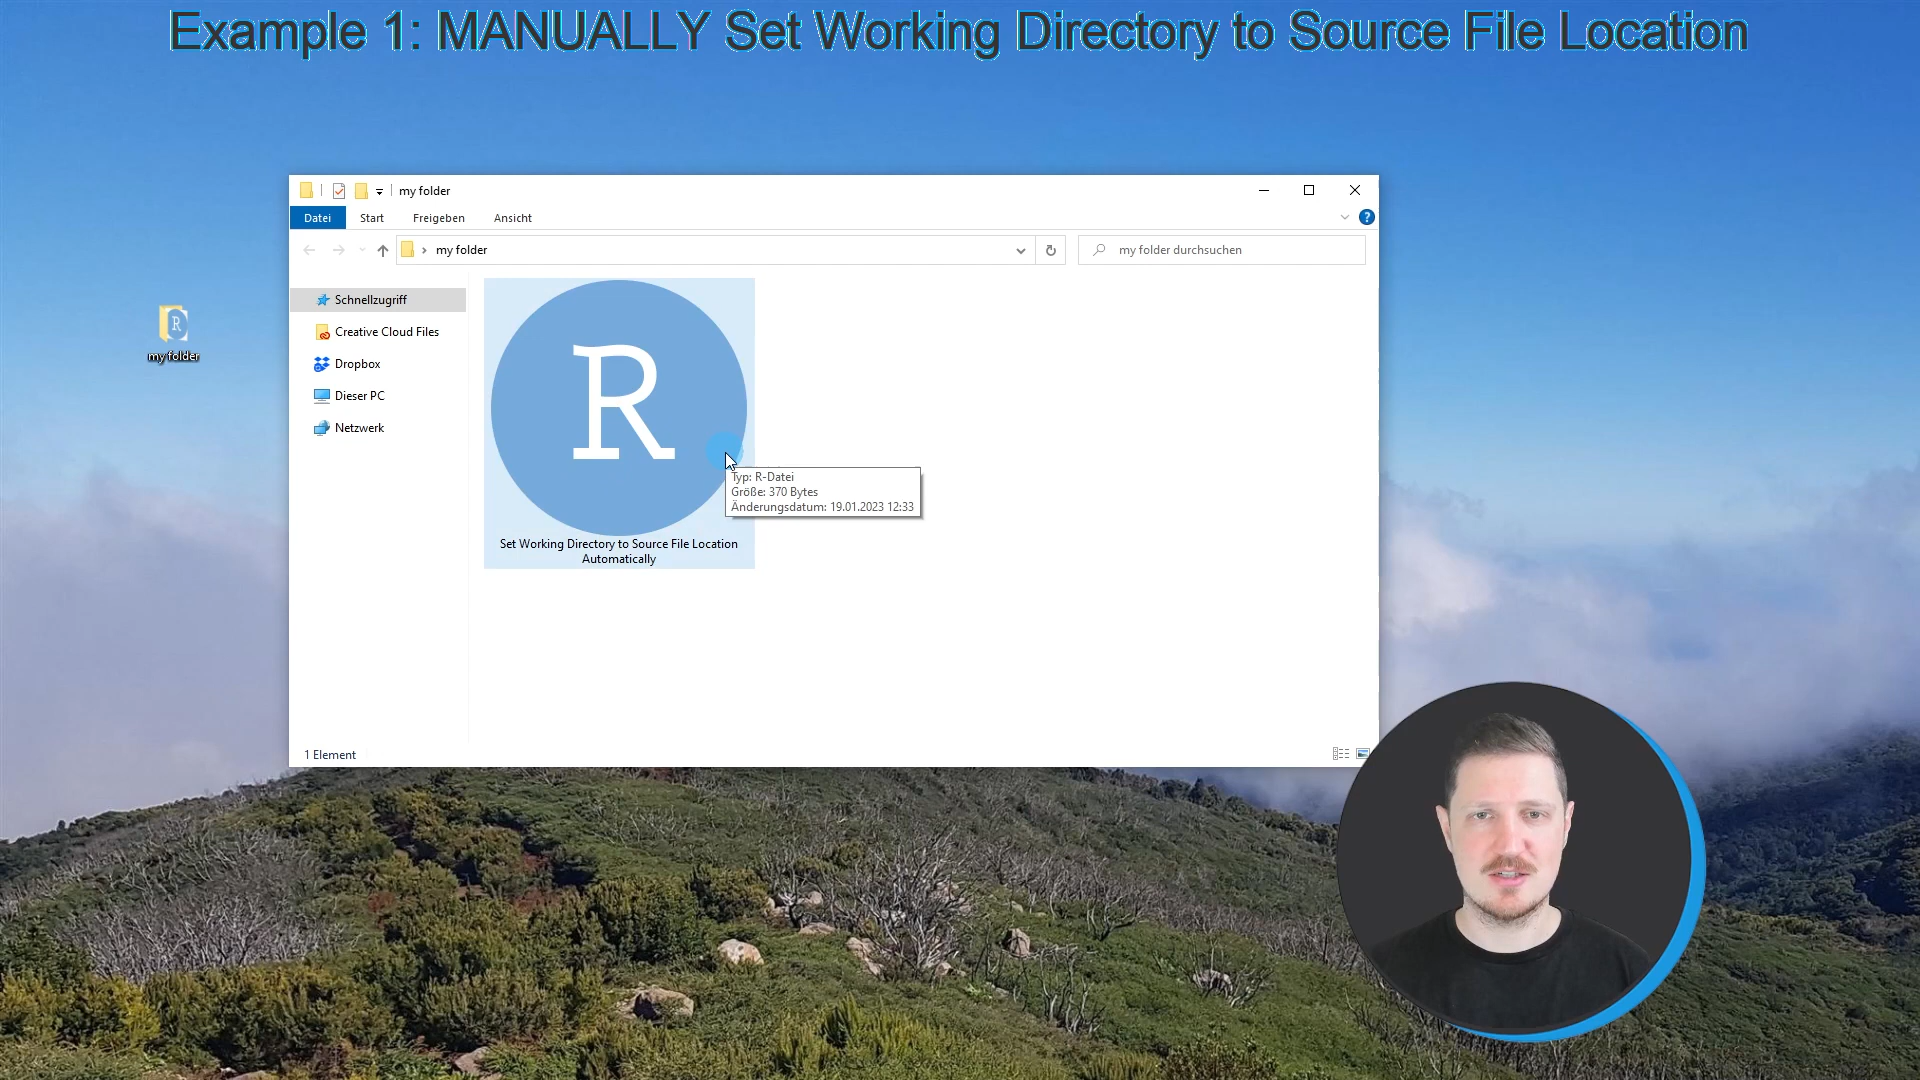 Example 1: MANUALLY Set Working Directory to Source File Location
my folder
Datei Start Freigeben Ansicht ?
my folder
my folder durchsuchen
R
my folder
Schnellzugriff
Creative Cloud Files
Dropbox
Dieser PC
Netzwerk
R
Typ: R-Datei
Größe: 370 Bytes
Änderungsdatum: 19.01.2023 12:33
Set Working Directory to Source File Location
Automatically
1 Element